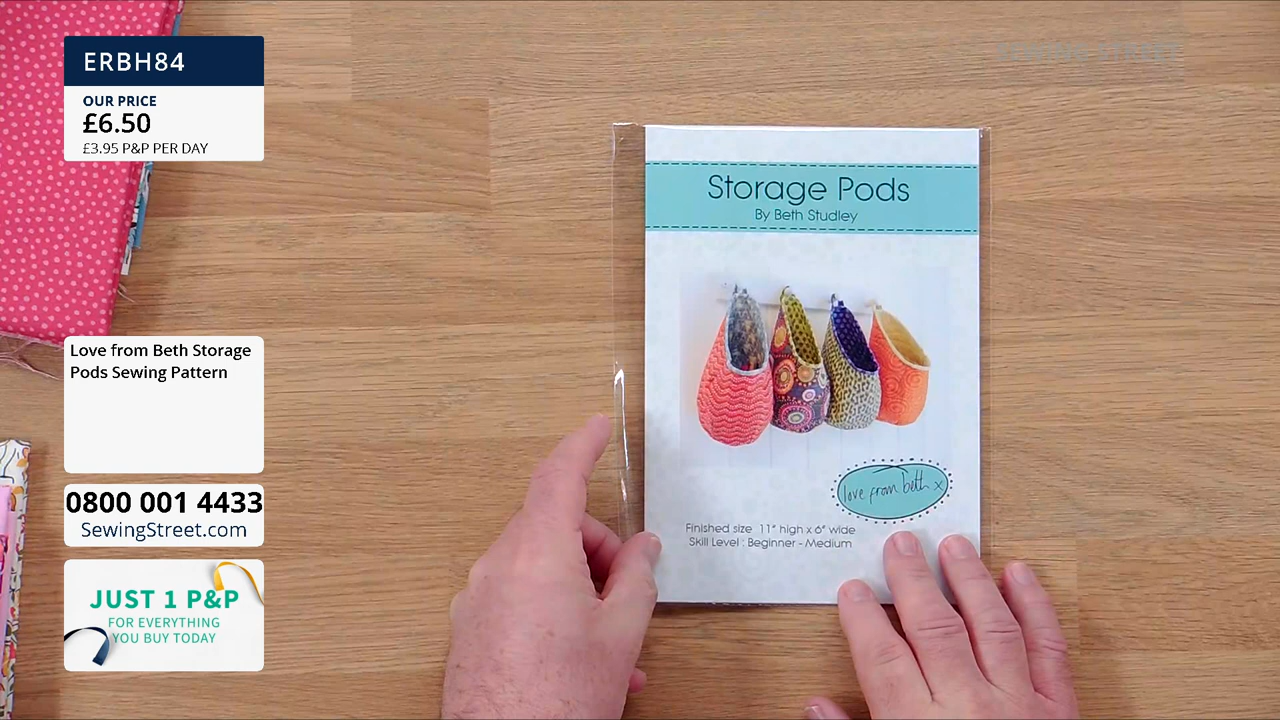 ERBH84
OUR PRICE
£6.50
£3.95 P&P PER DAY
Love from Beth Storage
Pods Sewing Pattern
0800 001 4433
SewingStreet.com
JUST 1 P&P
FOR EVERYTHING
YOU BUY TODAY
SEWING STREET
Storage Pods
By Beth Studley
love from beth x
Finished size 11" high x 6" wide
Skill Level : Beginner - Medium